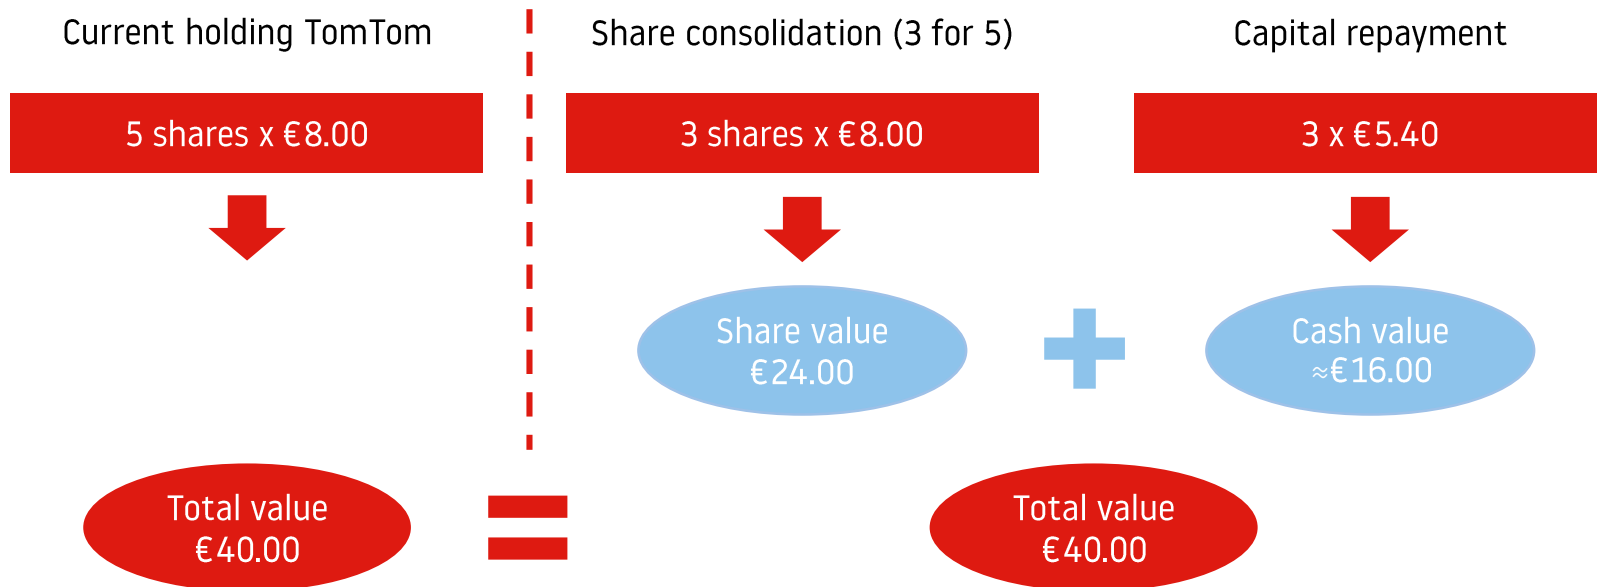 Current holding TomTom
Share consolidation (3 for 5)
Capital repayment
5 shares x €8.00
3 shares x €8.00
3 x €5.40
Share value
€24.00
Cash value
≈€16.00
Total value
€40.00
Total value
€40.00